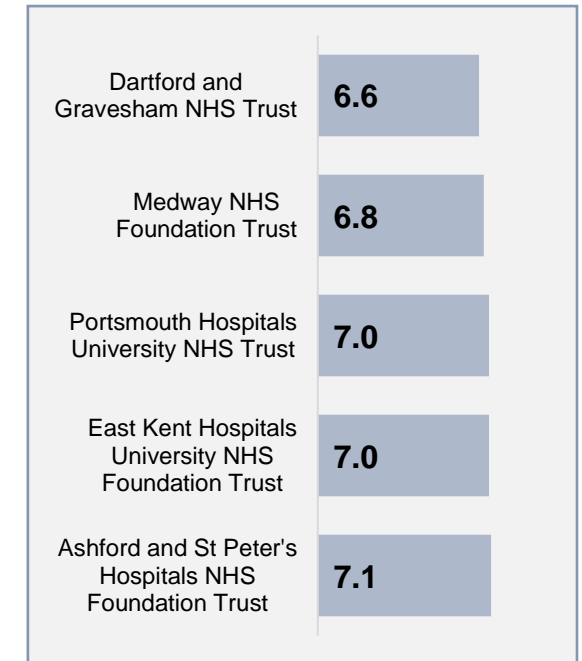 Dartford and
Gravesham NHS Trust
6.6
Medway NHS
Foundation Trust
6.8
Portsmouth Hospitals
University NHS Trust
7.0
East Kent Hospitals
University NHS
Foundation Trust
7.0
Ashford and St Peter's
Hospitals NHS
Foundation Trust
7.1